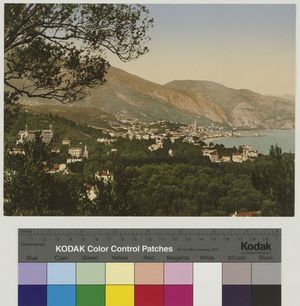 Kodak
KODAK Color Control Patches
Blue Cyan Green Yellow Red Magenta White 3/Color Black